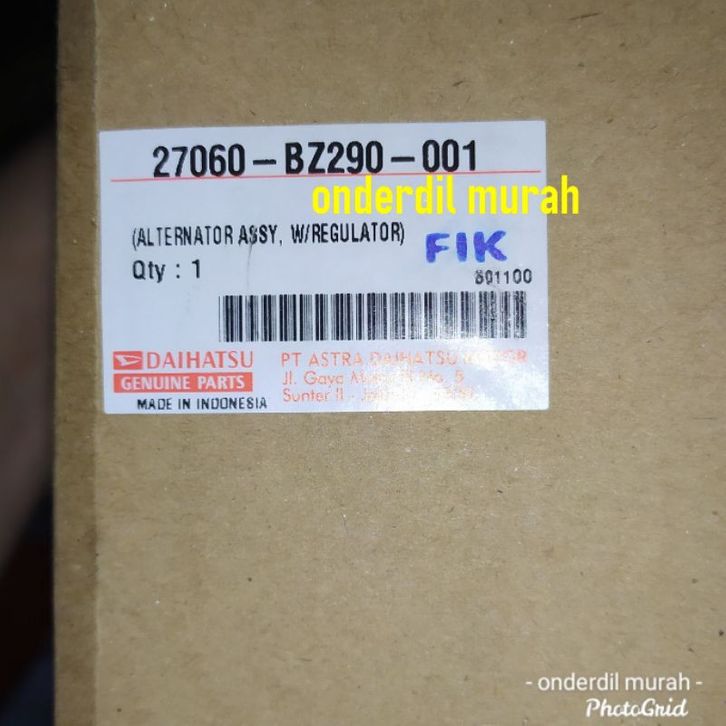 27060-BZ290-001
onderdil murah
(ALTERNATOR ASSY, W/REGULATOR)
FIK
Qty : 1
801100
DAIHATSU
GENUINE PARTS
MADE IN INDONESIA
PT ASTRA DAIHATSU MOTOR
Jl. Gaya
Sunter II -
- onderdil murah -
PhotoGrid